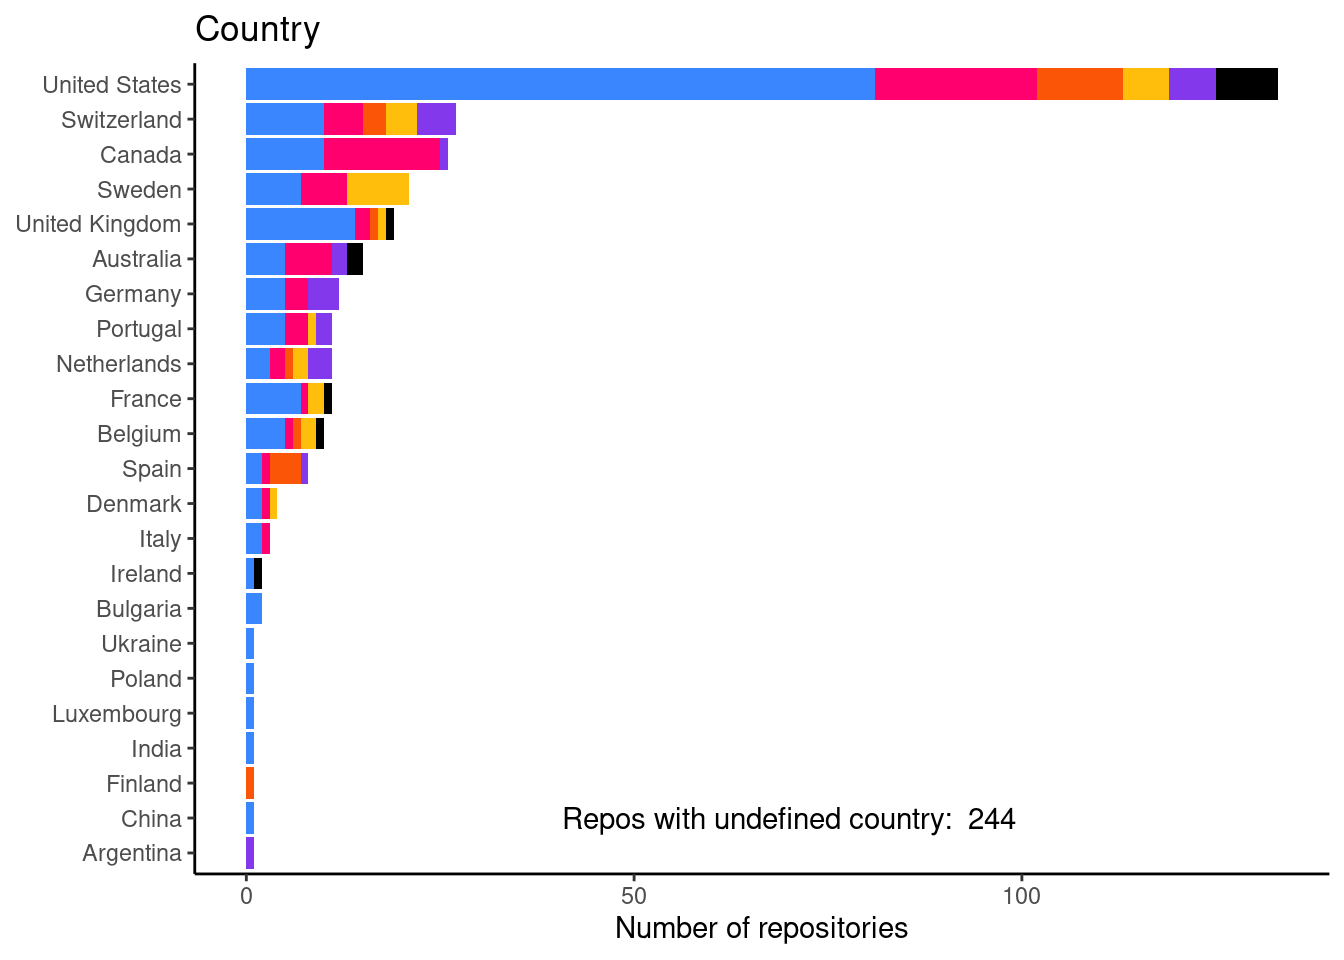 Country
United States
Switzerland
Canada
Sweden
United Kingdom
Australia
Germany
Portugal
Netherlands
France
Belgium
Spain
Denmark
Italy
Ireland
Bulgaria
Ukraine
Poland
Luxembourg
India
Finland
China
Repos with undefined country:  244
Argentina
0 50 100
Number of repositories